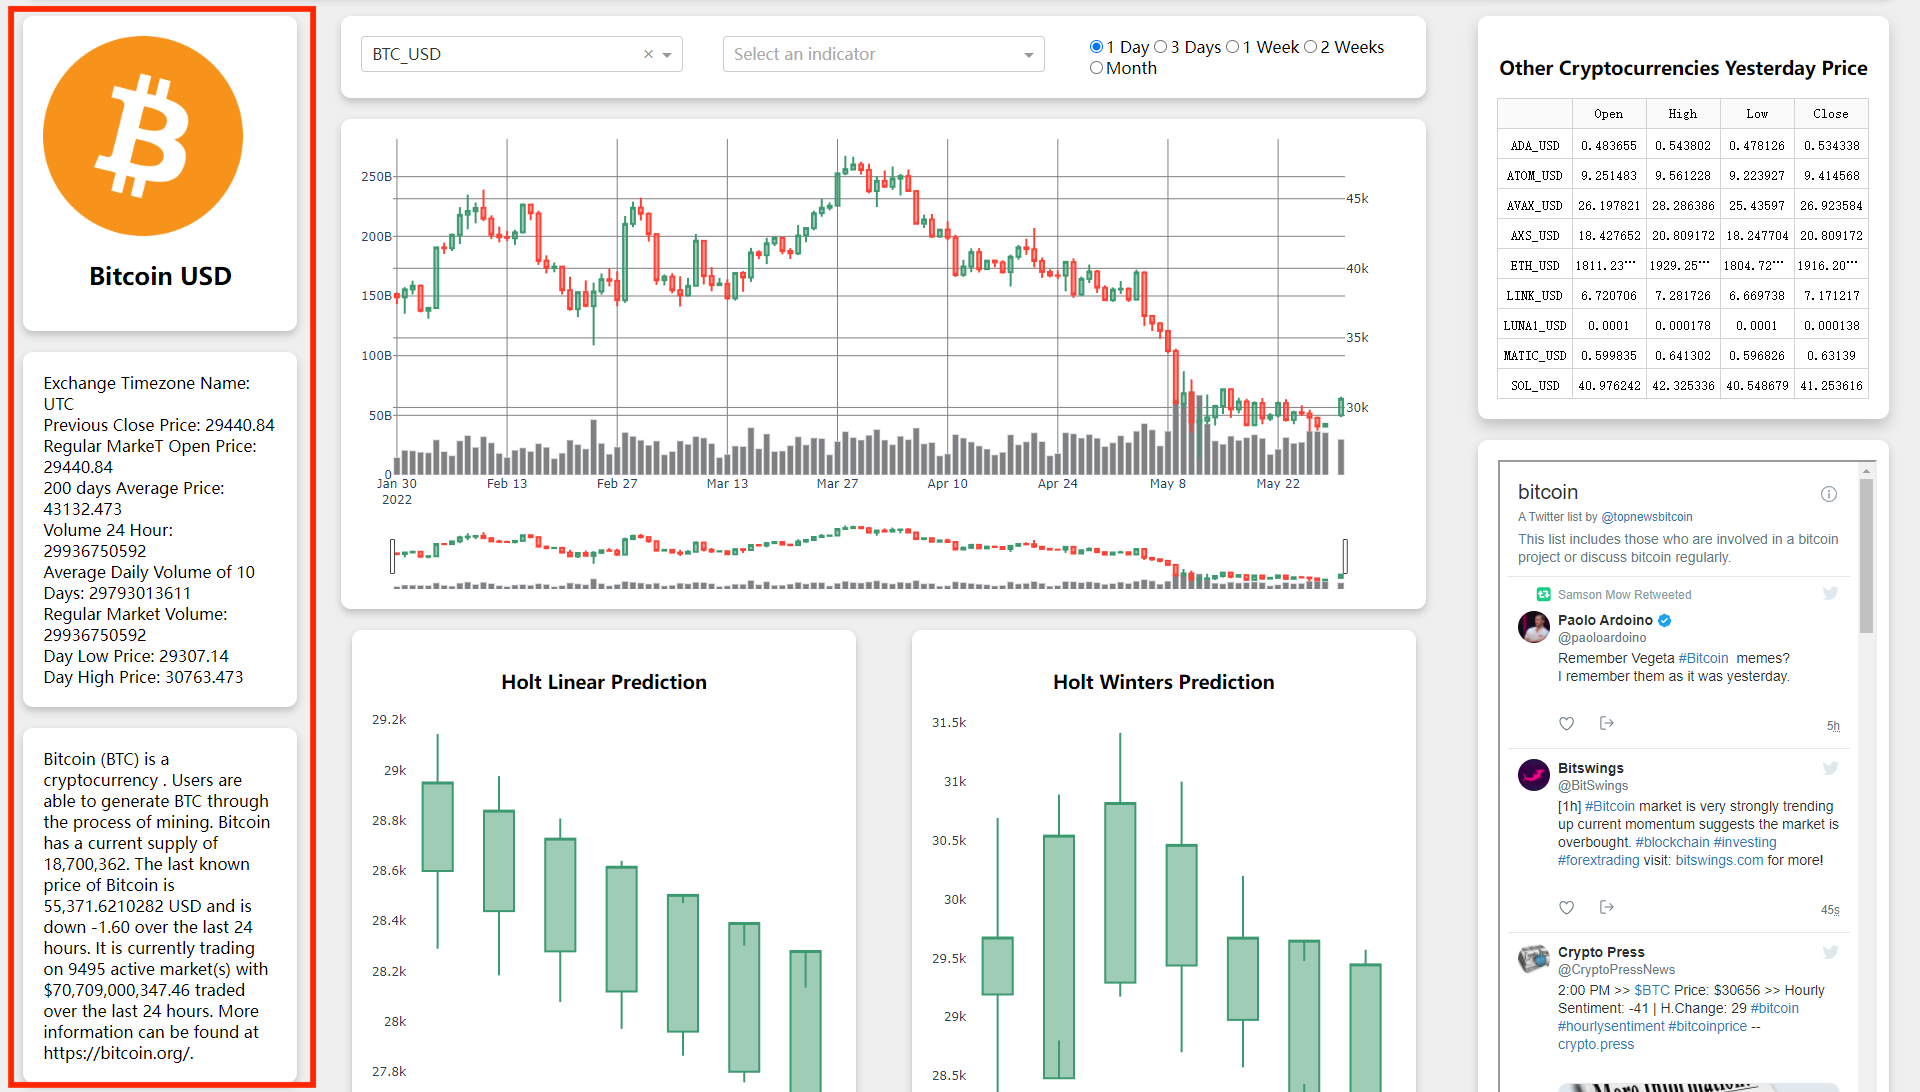 Bitcoin USD
Exchange Timezone Name:
UTC
Previous Close Price: 29440.84
Regular MarkeT Open Price:
29440.84
200 days Average Price:
43132.473
Volume 24 Hour:
29936750592
Average Daily Volume of 10
Days: 29793013611
Regular Market Volume:
29936750592
Day Low Price: 29307.14
Day High Price: 30763.473
Bitcoin (BTC) is a
cryptocurrency . Users are
able to generate BTC through
the process of mining. Bitcoin
has a current supply of
18,700,362. The last known
price of Bitcoin is
55,371.6210282 USD and is
down -1.60 over the last 24
hours. It is currently trading
on 9495 active market(s) with
$70,709,000,347.46 traded
over the last 24 hours. More
information can be found at
https://bitcoin.org/.
BTC_USD
Select an indicator
1 Day 3 Days 1 Week 2 Weeks
Month
250B
200B
150B
100B
50B
0
45k
40k
35k
30k
Jan 30 Feb 13 Feb 27 Mar 13 Mar 27 Apr 10 Apr 24 May 8 May 22
2022
Holt Linear Prediction
29.2k
29k
28.8k
28.6k
28.4k
28.2k
28k
27.8k
Holt Winters Prediction
31.5k
31k
30.5k
30k
29.5k
29k
28.5k
Other Cryptocurrencies Yesterday Price
Open High Low Close
ADA_USD 0.483655 0.543802 0.478126 0.534338
ATOM_USD 9.251483 9.561228 9.223927 9.414568
AVAX_USD 26.197821 28.286386 25.43597 26.923584
AXS_USD 18.427652 20.809172 18.247704 20.809172
ETH_USD 1811.23… 1929.25… 1804.72… 1916.20…
LINK_USD 6.720706 7.281726 6.669738 7.171217
LUNA1_USD 0.0001 0.000178 0.0001 0.000138
MATIC_USD 0.599835 0.641302 0.596826 0.63139
SOL_USD 40.976242 42.325336 40.548679 41.253616
bitcoin
A Twitter list by @topnewsbitcoin
This list includes those who are involved in a bitcoin
project or discuss bitcoin regularly.
Samson Mow Retweeted
Paolo Ardoino
@paoloardoino
Remember Vegeta #Bitcoin memes?
I remember them as it was yesterday.
5h
Bitswings
@BitSwings
[1h] #Bitcoin market is very strongly trending
up current momentum suggests the market is
overbought. #blockchain #investing
#forextrading visit: bitswings.com for more!
45s
Crypto Press
@CryptoPressNews
2:00 PM >> $BTC Price: $30656 >> Hourly
Sentiment: -41 | H.Change: 29 #bitcoin
#hourlysentiment #bitcoinprice --
crypto.press